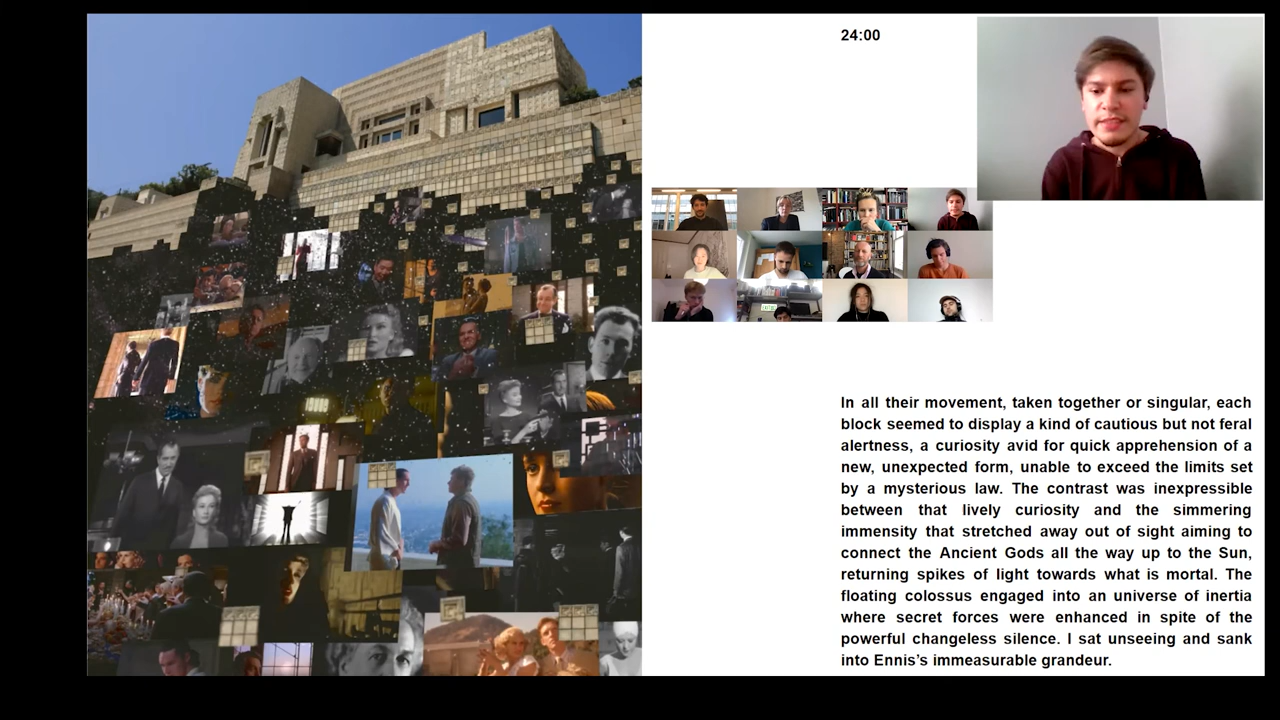 24:00
In all their movement, taken together or singular, each
block seemed to display a kind of cautious but not feral
alertness, a curiosity avid for quick apprehension of a
new, unexpected form, unable to exceed the limits set
by a mysterious law. The contrast was inexpressible
between that lively curiosity and the simmering
immensity that stretched away out of sight aiming to
connect the Ancient Gods all the way up to the Sun,
returning spikes of light towards what is mortal. The
floating colossus engaged into an universe of inertia
where secret forces were enhanced in spite of the
powerful changeless silence. I sat unseeing and sank
into Ennis’s immeasurable grandeur.